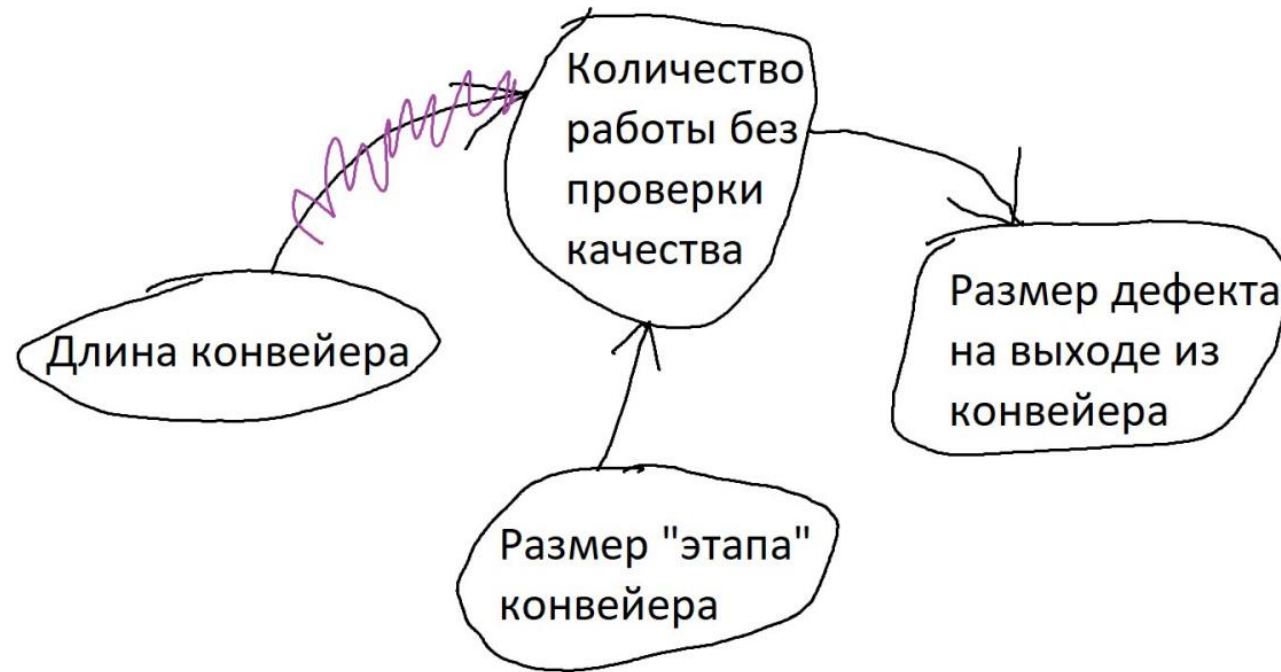 Количество
работы без
проверки
качества
Длина конвейера
Размер дефекта
на выходе из
конвейера
Размер "этапа"
конвейера